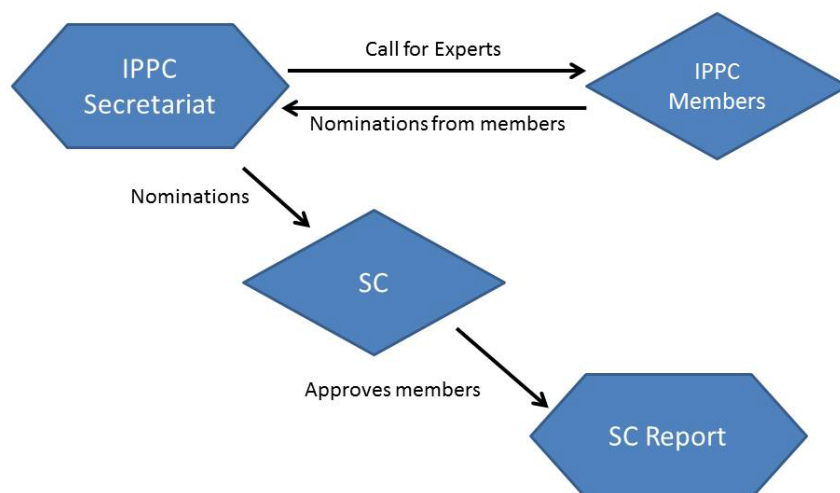 IPPC
Secretariat
Call for Experts
IPPC
Members
Nominations from members
Nominations
SC
Approves members
SC Report